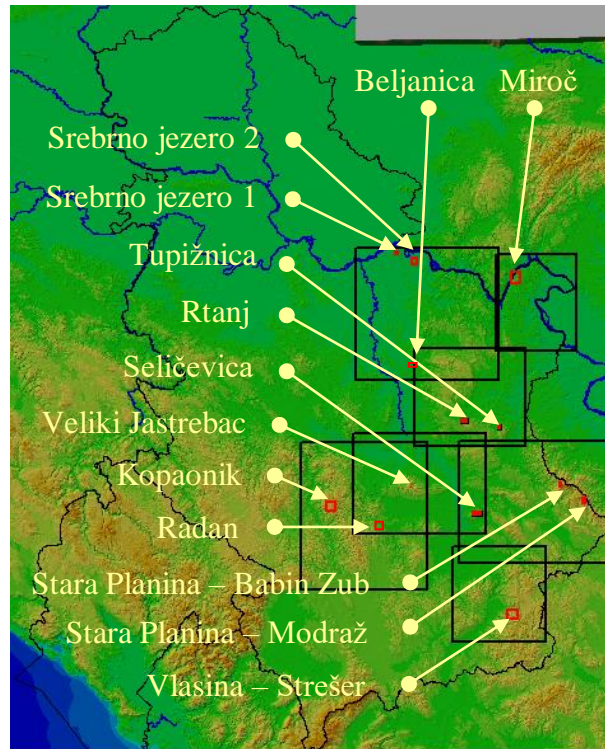 Beljanica Miroč
Srebrno jezero 2
Srebrno jezero 1
Tupižnica
Rtanj
Seličevica
Veliki Jastrebac
Kopaonik
Radan
Stara Planina – Babin Zub
Stara Planina – Modraž
Vlasina – Strešer